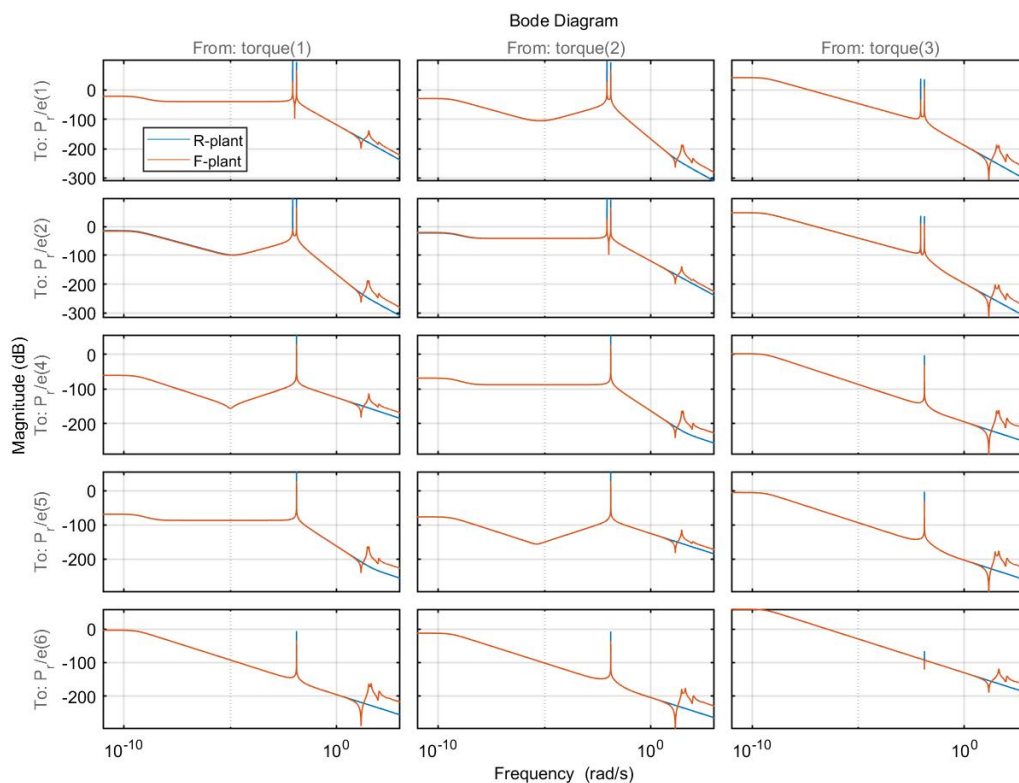 Bode Diagram
From: torque(1)
From: torque(2)
From: torque(3)
To: P_r/e(1)
0
-100
-200
-300
R-plant
F-plant
To: P_r/e(2)
0
-100
-200
-300
Magnitude (dB)
To: P_r/e(4)
0
-100
-200
To: P_r/e(5)
0
-100
-200
To: P_r/e(6)
0
-100
-200
10^-10
10^0
10^-10
10^0
10^-10
10^0
Frequency (rad/s)